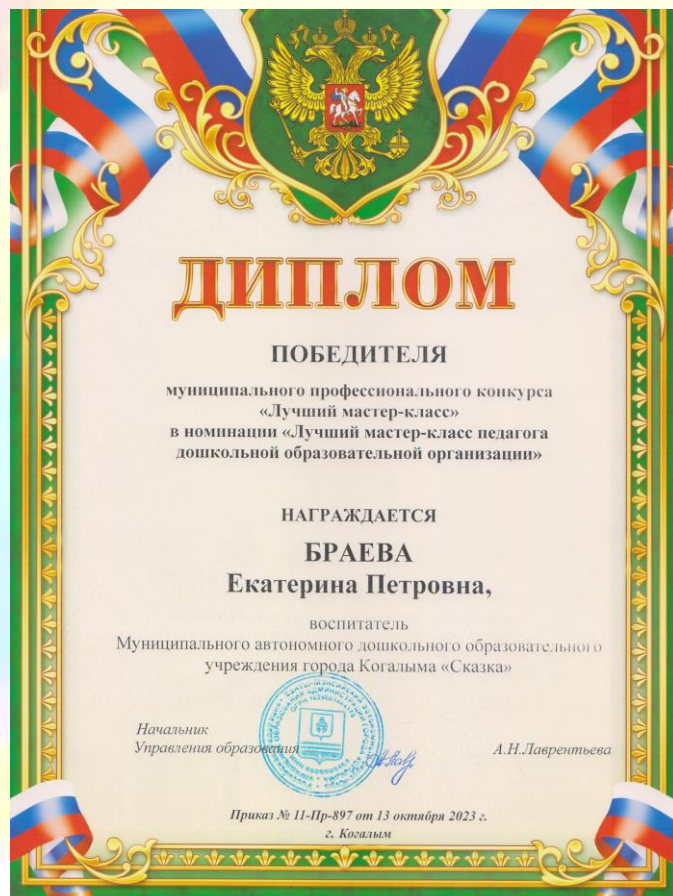 ДИПЛОМ
ПОБЕДИТЕЛЯ
муниципального профессионального конкурса
«Лучший мастер-класс»
в номинации «Лучший мастер-класс педагога
дошкольной образовательной организации»
НАГРАЖДАЕТСЯ
БРАЕВА
Екатерина Петровна,
воспитатель
Муниципального автономного дошкольного образовательного
учреждения города Когалыма «Сказка»
Начальник
Управления образования
А.Н.Лаврентьева
Приказ № 11-Пр-897 от 13 октября 2023 г.
г. Когалым